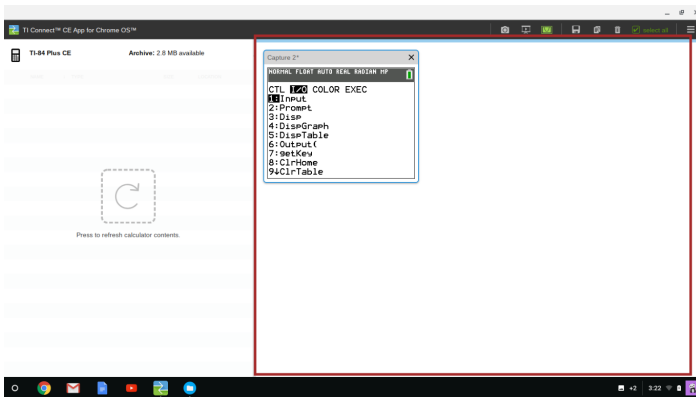 TI Connect™ CE App for Chrome OS™
select all
TI-84 Plus CE
Archive: 2.8 MB available
Press to refresh calculator contents.
Capture 2*
NORMAL FLOAT AUTO REAL RADIAN MP
CTL I/O COLOR EXEC
1:Input
2:Prompt
3:Disp
4:DispGraph
5:DispTable
6:Output(
7:getKey
8:ClrHome
9↓ClrTable
+2 3:22